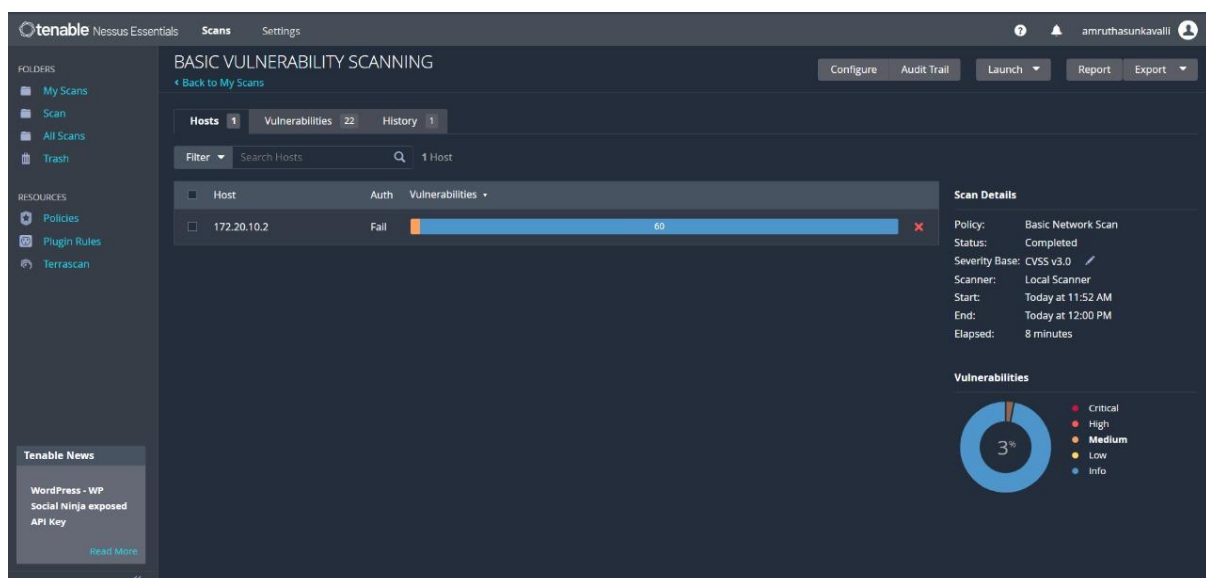 tenable Nessus Essentials Scans Settings amruthasunkavalli
FOLDERS
My Scans
Scan
All Scans
Trash
RESOURCES
Policies
Plugin Rules
Terrascan
Tenable News
WordPress - WP
Social Ninja exposed
API Key
Read More
BASIC VULNERABILITY SCANNING
Back to My Scans
Configure Audit Trail Launch Report Export
Hosts 1 Vulnerabilities 22 History 1
Filter Search Hosts 1 Host
Host Auth Vulnerabilities
172.20.10.2 Fail 60
Scan Details
Policy: Basic Network Scan
Status: Completed
Severity Base: CVSS v3.0
Scanner: Local Scanner
Start: Today at 11:52 AM
End: Today at 12:00 PM
Elapsed: 8 minutes
Vulnerabilities
3%
Critical
High
Medium
Low
Info